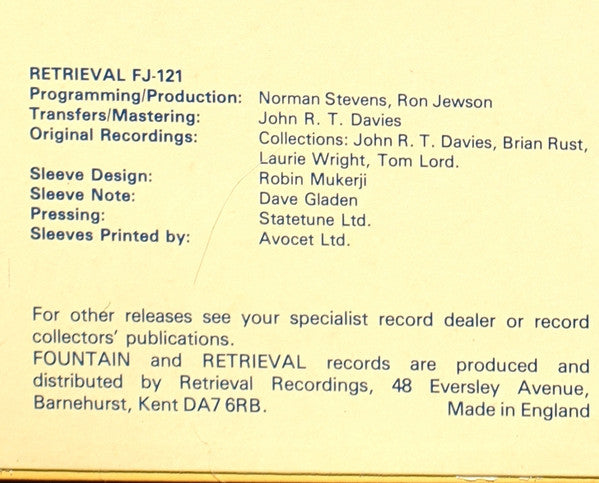 RETRIEVAL FJ-121
Programming/Production: Norman Stevens, Ron Jewson
Transfers/Mastering: John R. T. Davies
Original Recordings: Collections: John R. T. Davies, Brian Rust,
Laurie Wright, Tom Lord.
Sleeve Design: Robin Mukerji
Sleeve Note: Dave Gladen
Pressing: Statetune Ltd.
Sleeves Printed by: Avocet Ltd.
For other releases see your specialist record dealer or record
collectors' publications.
FOUNTAIN and RETRIEVAL records are produced and
distributed by Retrieval Recordings, 48 Eversley Avenue,
Barnehurst, Kent DA7 6RB. Made in England